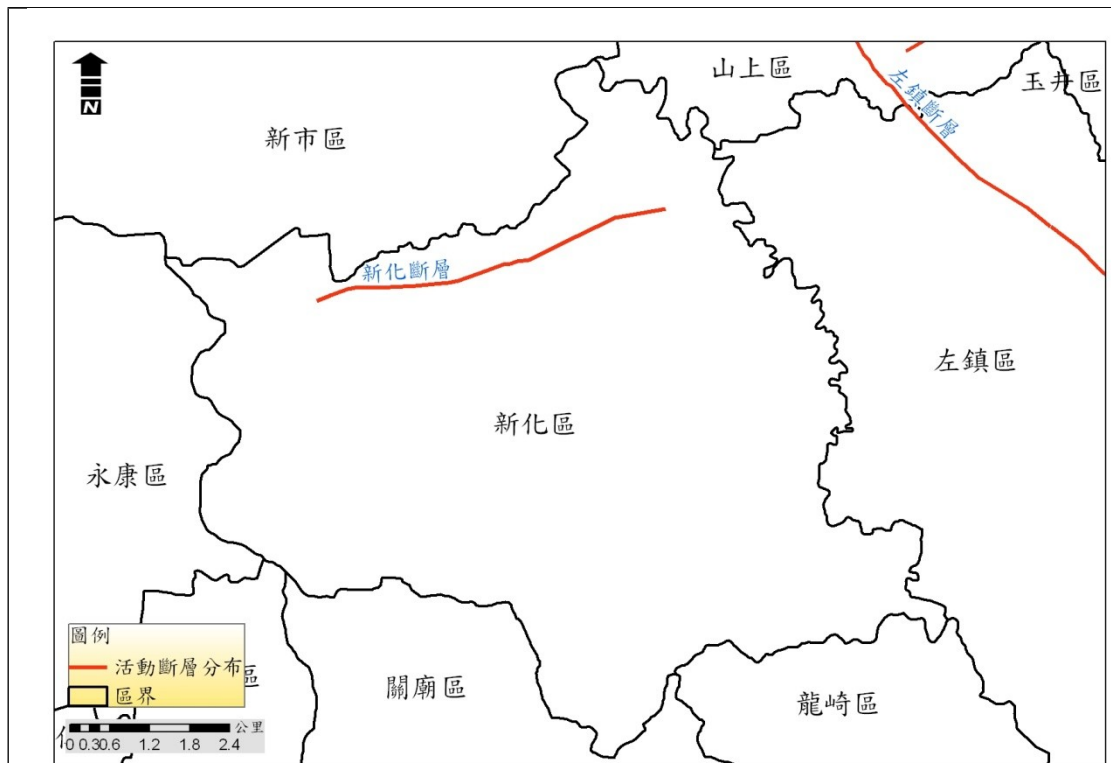 N
山上區
玉井區
左鎮斷層
新市區
新化斷層
左鎮區
新化區
永康區
圖例
活動斷層分布
區界
區
關廟區
龍崎區
公里
0 0.30.6 1.2 1.8 2.4